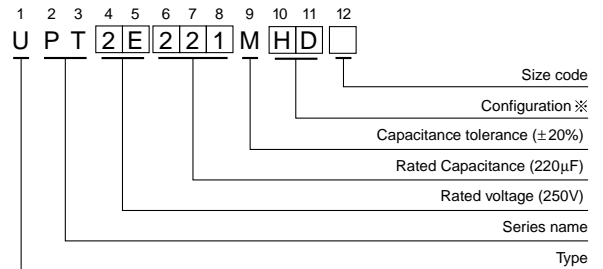 1 2 3 4 5 6 7 8 9 10 11 12
U P T 2 E 2 2 1 M H D
Size code
Configuration ※
Capacitance tolerance (±20%)
Rated Capacitance (220μF)
Rated voltage (250V)
Series name
Type